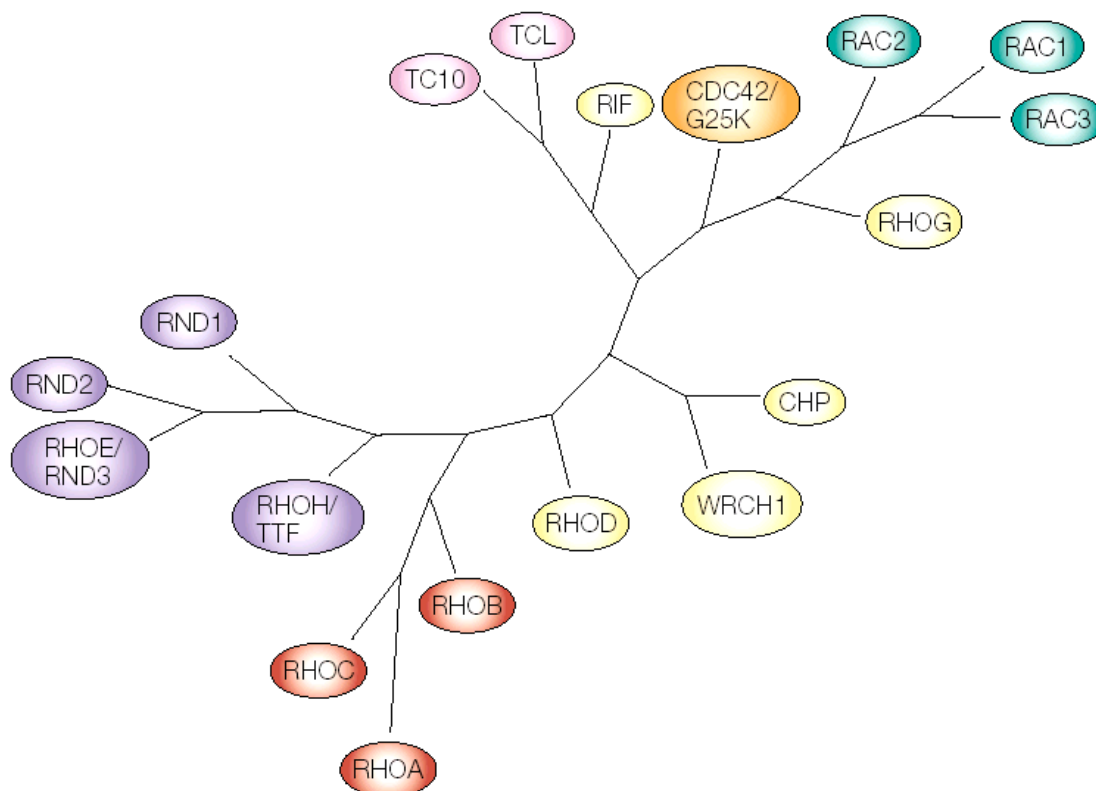 TCL
RAC2
RAC1
TC10
RIF
CDC42/
G25K
RAC3
RHOG
RND1
RND2
CHP
RHOE/
RND3
RHOH/
TTF
RHOD
WRCH1
RHOB
RHOC
RHOA